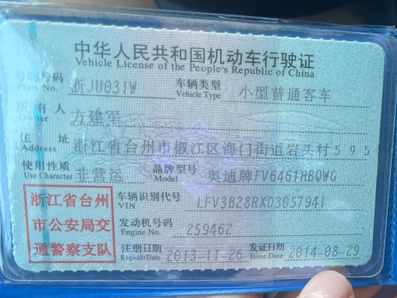 中华人民共和国机动车行驶证
Vehicle License of the People's Republic of China
号牌号码 Plate No. 浙JU031W 车辆类型 Vehicle Type 小型普通客车
所有人 方建军
住址 Address 浙江省台州市椒江区海门街道岩头村595
使用性质 Use Character 非营运 品牌型号 Model 奥迪牌FV6461HBQWG
浙江省台州市公安局交通警察支队
车辆识别代号 VIN LFV3B28RXD3057941
发动机号码 Engine No. 259462
注册日期 Register Date 2013-11-26 发证日期 Issue Date 2014-08-29